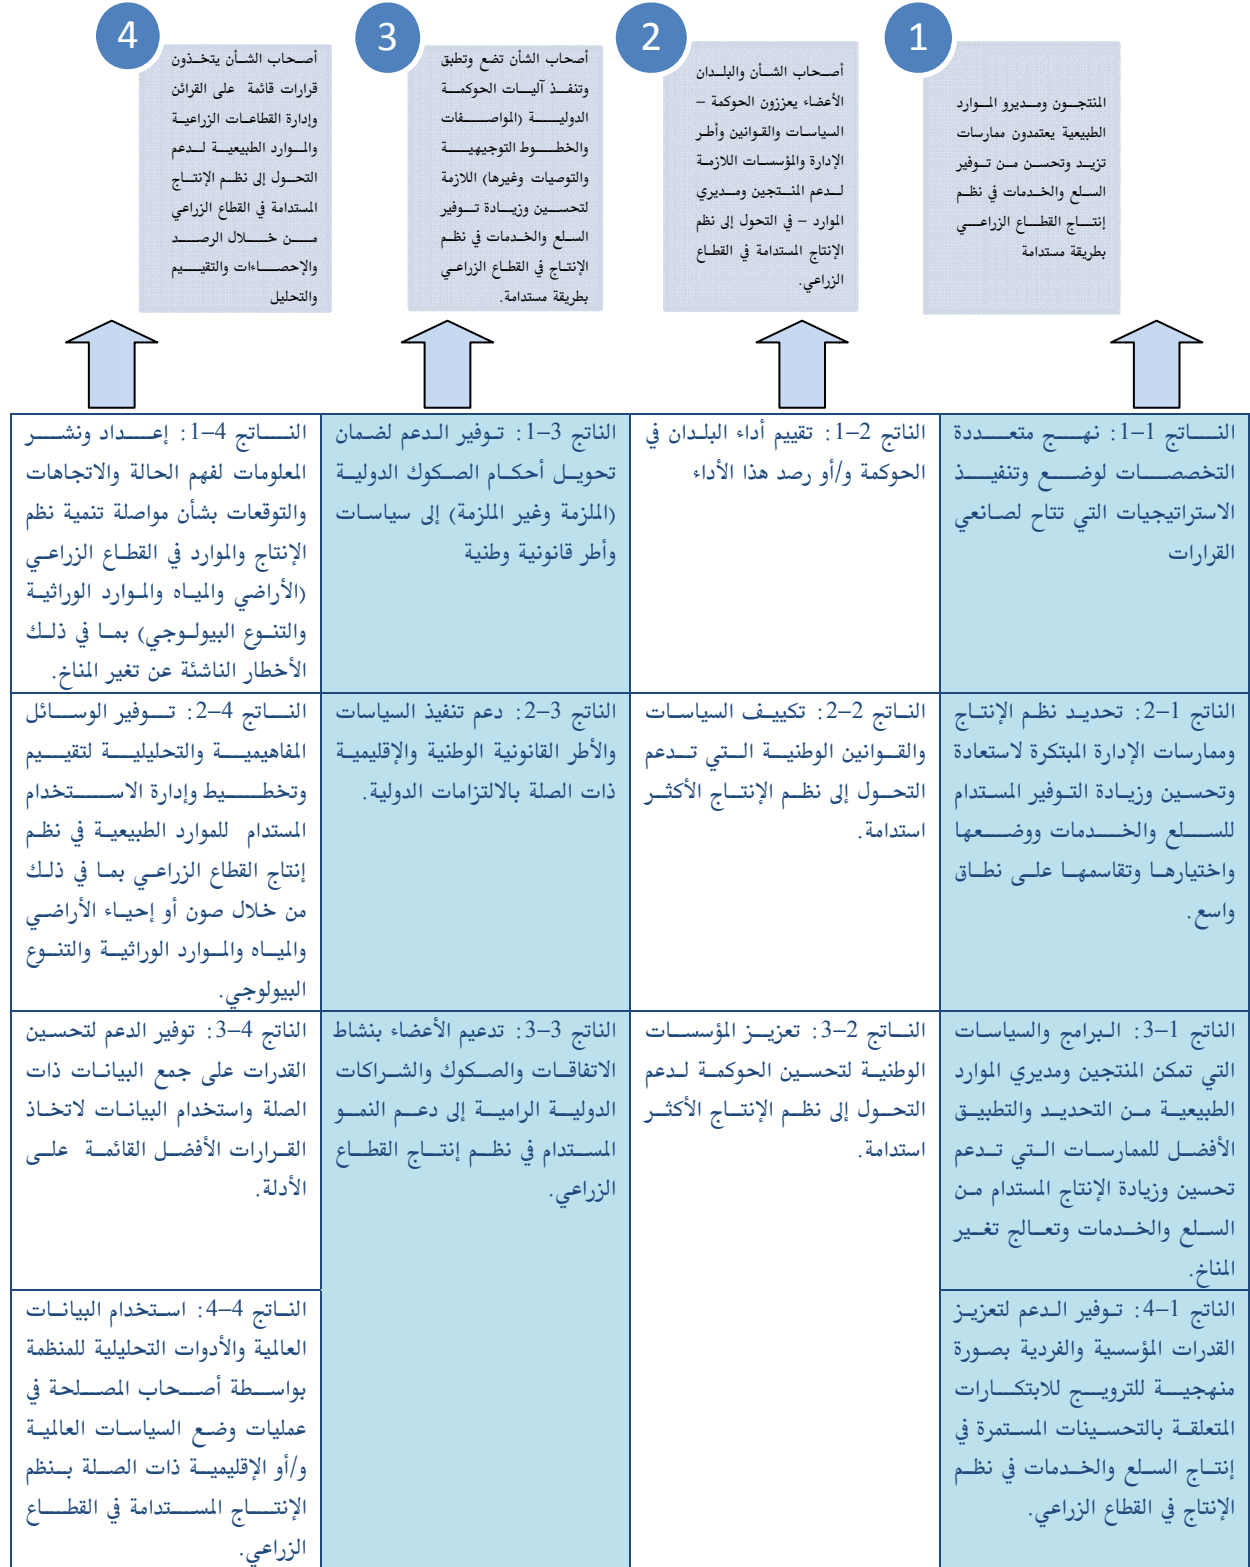 1
المنتجون ومديرو الموارد
الطبيعية يعتمدون ممارسات
تزيد وتحسن من توفير
السلع والخدمات في نظم
إنتاج القطاع الزراعي
بطريقة مستدامة
2
أصحاب الشأن والبلدان
الأعضاء يعززون الحوكمة –
السياسات والقوانين وأطر
الإدارة والمؤسسات اللازمة
لدعم المنتجين ومديري
الموارد – في التحول إلى نظم
الإنتاج المستدامة في القطاع
الزراعي.
3
أصحاب الشأن تضع وتطبق
وتنفذ آليات الحوكمة
الدولية (المواصفات
والخطوط التوجيهية
والتوصيات وغيرها) اللازمة
لتحسين وزيادة توفير
السلع والخدمات في نظم
الإنتاج في القطاع الزراعي
بطريقة مستدامة.
4
أصحاب الشأن يتخذون
قرارات قائمة على القرائن
وإدارة القطاعات الزراعية
والموارد الطبيعية لدعم
التحول إلى نظم الإنتاج
المستدامة في القطاع الزراعي
من خلال الرصد
والإحصاءات والتقييم
والتحليل
الناتج 1–1: نهج متعددة
التخصصات لوضع وتنفيذ
الاستراتيجيات التي تتاح لصانعي
القرارات
الناتج 2–1: تقييم أداء البلدان في
الحوكمة و/أو رصد هذا الأداء
الناتج 3–1: توفير الدعم لضمان
تحويل أحكام الصكوك الدولية
(الملزمة وغير الملزمة) إلى سياسات
وأطر قانونية وطنية
الناتج 4–1: إعداد ونشر
المعلومات لفهم الحالة والاتجاهات
والتوقعات بشأن مواصلة تنمية نظم
الإنتاج والموارد في القطاع الزراعي
(الأراضي والمياه والموارد الوراثية
والتنوع البيولوجي) بما في ذلك
الأخطار الناشئة عن تغير المناخ.
الناتج 1–2: تحديد نظم الإنتاج
وممارسات الإدارة المبتكرة لاستعادة
وتحسين وزيادة التوفير المستدام
للسلع والخدمات ووضعها
واختيارها وتقاسمها على نطاق
واسع.
الناتج 2–2: تكييف السياسات
والقوانين الوطنية التي تدعم
التحول إلى نظم الإنتاج الأكثر
استدامة.
الناتج 3–2: دعم تنفيذ السياسات
والأطر القانونية الوطنية والإقليمية
ذات الصلة بالالتزامات الدولية.
الناتج 4–2: توفير الوسائل
المفاهيمية والتحليلية لتقييم
وتخطيط وإدارة الاستخدام
المستدام للموارد الطبيعية في نظم
إنتاج القطاع الزراعي بما في ذلك
من خلال صون أو إحياء الأراضي
والمياه والموارد الوراثية والتنوع
البيولوجي.
الناتج 1–3: البرامج والسياسات
التي تمكن المنتجين ومديري الموارد
الطبيعية من التحديد والتطبيق
الأفضل للممارسات التي تدعم
تحسين وزيادة الإنتاج المستدام من
السلع والخدمات وتعالج تغير
المناخ.
الناتج 2–3: تعزيز المؤسسات
الوطنية لتحسين الحوكمة لدعم
التحول إلى نظم الإنتاج الأكثر
استدامة.
الناتج 3–3: تدعيم الأعضاء بنشاط
الاتفاقات والصكوك والشراكات
الدولية الرامية إلى دعم النمو
المستدام في نظم إنتاج القطاع
الزراعي.
الناتج 4–3: توفير الدعم لتحسين
القدرات على جمع البيانات ذات
الصلة واستخدام البيانات لاتخاذ
القرارات الأفضل القائمة على
الأدلة.
الناتج 1–4: توفير الدعم لتعزيز
القدرات المؤسسية والفردية بصورة
منهجية للترويج للابتكارات
المتعلقة بالتحسينات المستمرة في
إنتاج السلع والخدمات في نظم
الإنتاج في القطاع الزراعي.
الناتج 4–4: استخدام البيانات
العالمية والأدوات التحليلية للمنظمة
بواسطة أصحاب المصلحة في
عمليات وضع السياسات العالمية
و/أو الإقليمية ذات الصلة بنظم
الإنتاج المستدامة في القطاع
الزراعي.